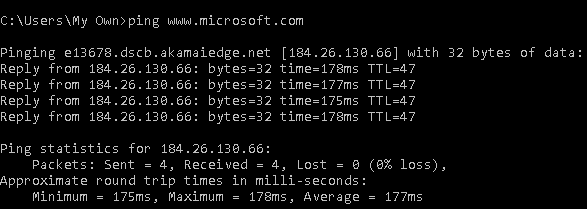 C:\Users\My Own>ping www.microsoft.com
Pinging e13678.dscb.akamaiedge.net [184.26.130.66] with 32 bytes of data:
Reply from 184.26.130.66: bytes=32 time=178ms TTL=47
Reply from 184.26.130.66: bytes=32 time=177ms TTL=47
Reply from 184.26.130.66: bytes=32 time=175ms TTL=47
Reply from 184.26.130.66: bytes=32 time=178ms TTL=47
Ping statistics for 184.26.130.66:
    Packets: Sent = 4, Received = 4, Lost = 0 (0% loss),
Approximate round trip times in milli-seconds:
    Minimum = 175ms, Maximum = 178ms, Average = 177ms